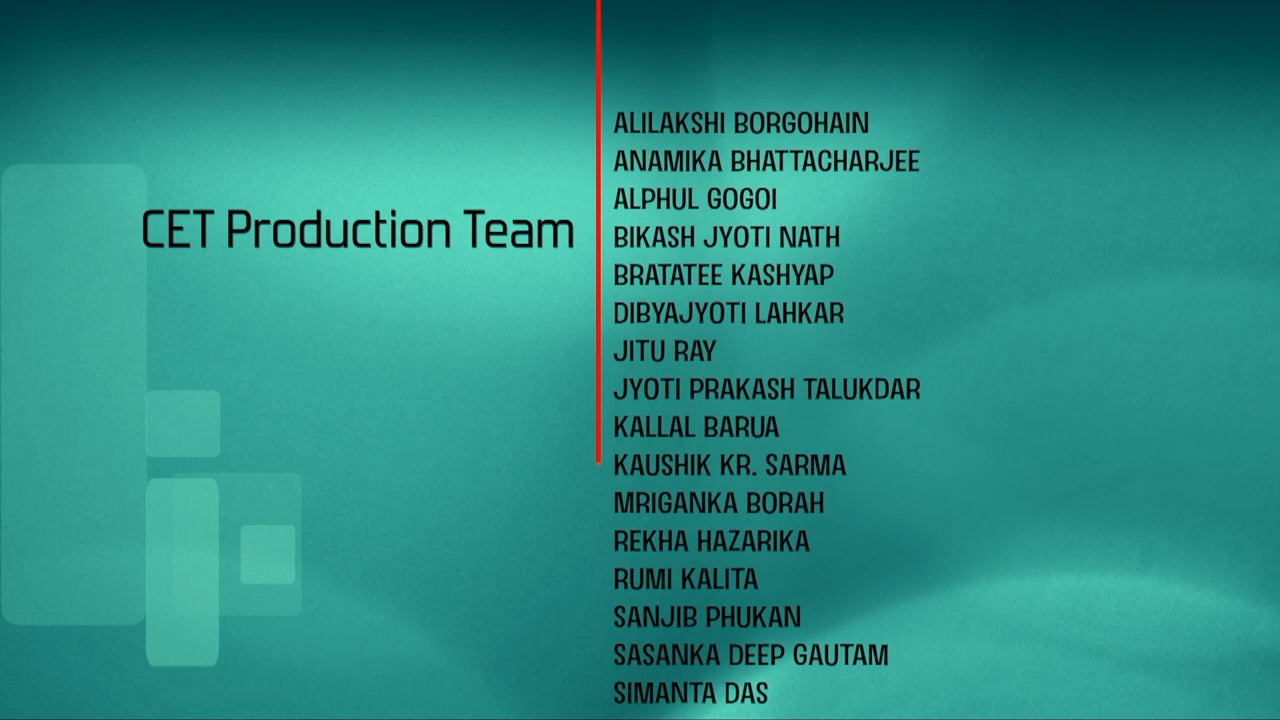 CET Production Team
ALILAKSHI BORGOHAIN
ANAMIKA BHATTACHARJEE
ALPHUL GOGOI
BIKASH JYOTI NATH
BRATATEE KASHYAP
DIBYAJYOTI LAHKAR
JITU RAY
JYOTI PRAKASH TALUKDAR
KALLAL BARUA
KAUSHIK KR. SARMA
MRIGANKA BORAH
REKHA HAZARIKA
RUMI KALITA
SANJIB PHUKAN
SASANKA DEEP GAUTAM
SIMANTA DAS